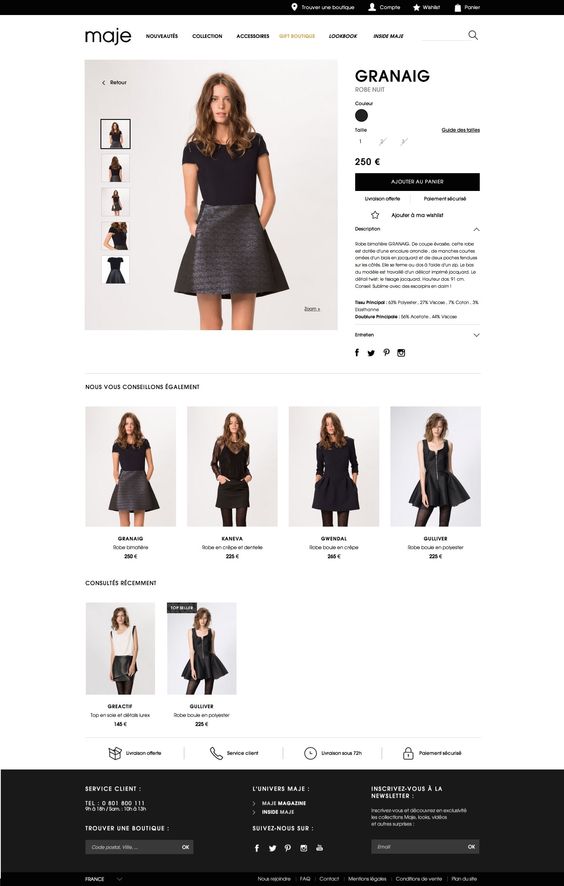 Trouver une boutique Compte Wishlist Panier
maje NOUVEAUTÉS COLLECTION ACCESSOIRES GIFT BOUTIQUE LOOKBOOK INSIDE MAJE
Retour
Zoom +
GRANAIG
ROBE NUIT
Couleur
Taille Guide des tailles
1 2 3
250 €
AJOUTER AU PANIER
Livraison offerte Paiement sécurisé
Ajouter à ma wishlist
Description
Robe bimatière GRANAIG. De coupe évasée, cette robe
est dotée d'une encolure arrondie, de manches courtes
ornées d'un biais en jacquard et de deux poches fendues
sur les côtés. Elle se ferme au dos à l'aide d'un zip. Le bas
du modèle est travaillé d'un délicat imprimé jacquard. Le
détail twist: le tissage jacquard. Hauteur dos: 91 cm.
Conseil: Sublime avec des escarpins en daim !
Tissu Principal : 63% Polyester , 27% Viscose , 7% Coton , 3%
Elasthanne
Doublure Principale : 56% Acetate , 44% Viscose
Entretien
NOUS VOUS CONSEILLONS ÉGALEMENT
GRANAIG KANEVA GWENDAL GULLIVER
Robe bimatière Robe en crêpe et dentelle Robe boule en crêpe Robe boule en polyester
250 € 225 € 265 € 225 €
CONSULTÉS RÉCEMMENT
TOP SELLER
GREACTIF GULLIVER
Top en soie et détails lurex Robe boule en polyester
145 € 225 €
Livraison offerte Service client Livraison sous 72h Paiement sécurisé
SERVICE CLIENT :
TEL : 0 801 800 111
9h à 18h / Sam. : 10h à 13h
TROUVER UNE BOUTIQUE :
Code postal, Ville, ... OK
L'UNIVERS MAJE :
MAJE MAGAZINE
INSIDE MAJE
SUIVEZ-NOUS SUR :
INSCRIVEZ-VOUS À LA
NEWSLETTER :
Inscrivez-vous et découvrez en exclusivité
les collections Maje, looks, vidéos
et autres surprises :
Email OK
FRANCE Nous rejoindre | FAQ | Contact | Mentions légales | Conditions de vente | Plan du site